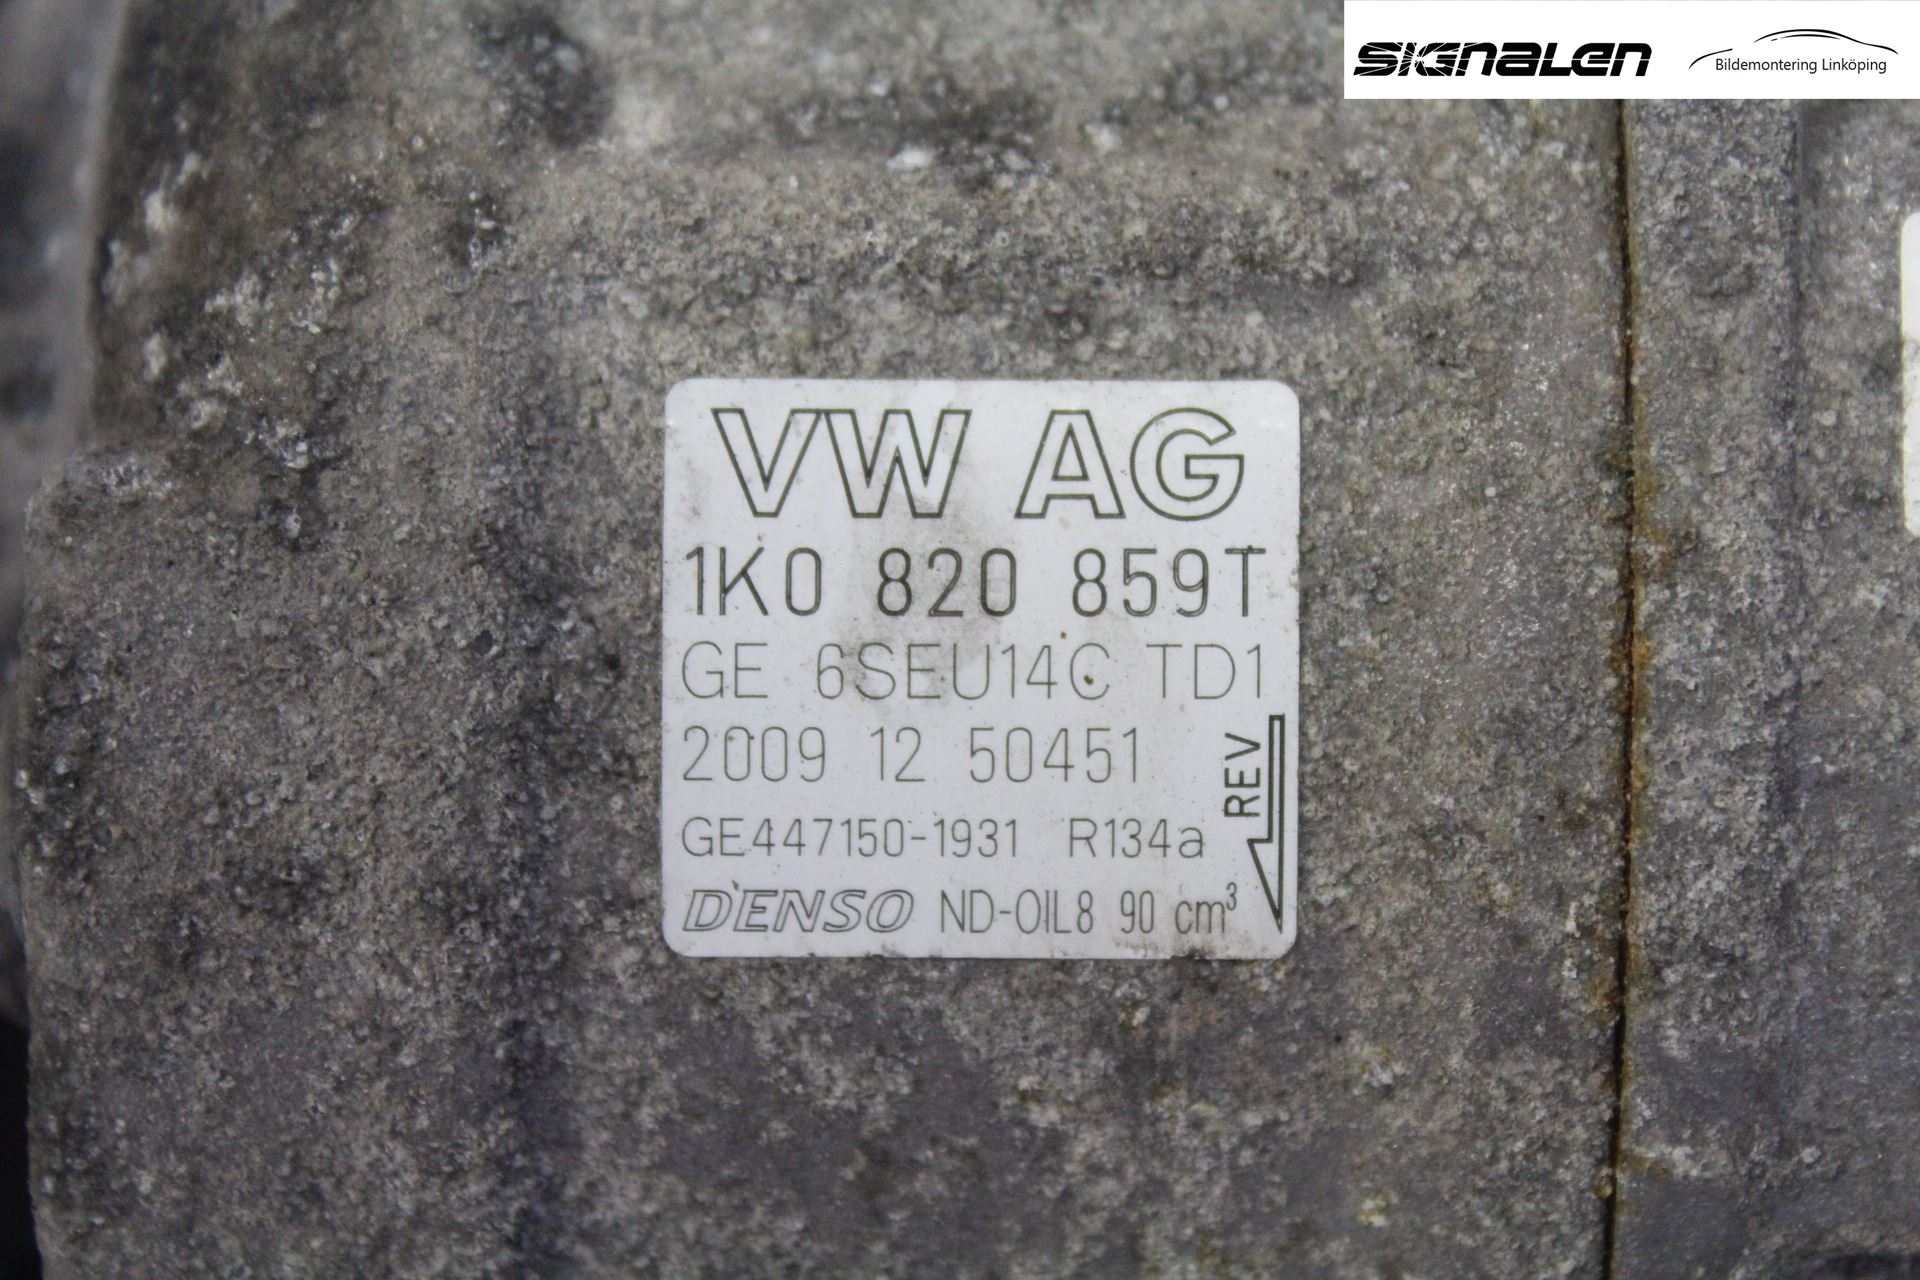 SIGNALEN
Bildemontering Linköping
VW AG
1K0 820 859T
GE 6SEU14C TD1
2009 12 50451
REV
GE447150-1931 R134a
DENSO ND-OIL8 90 cm³